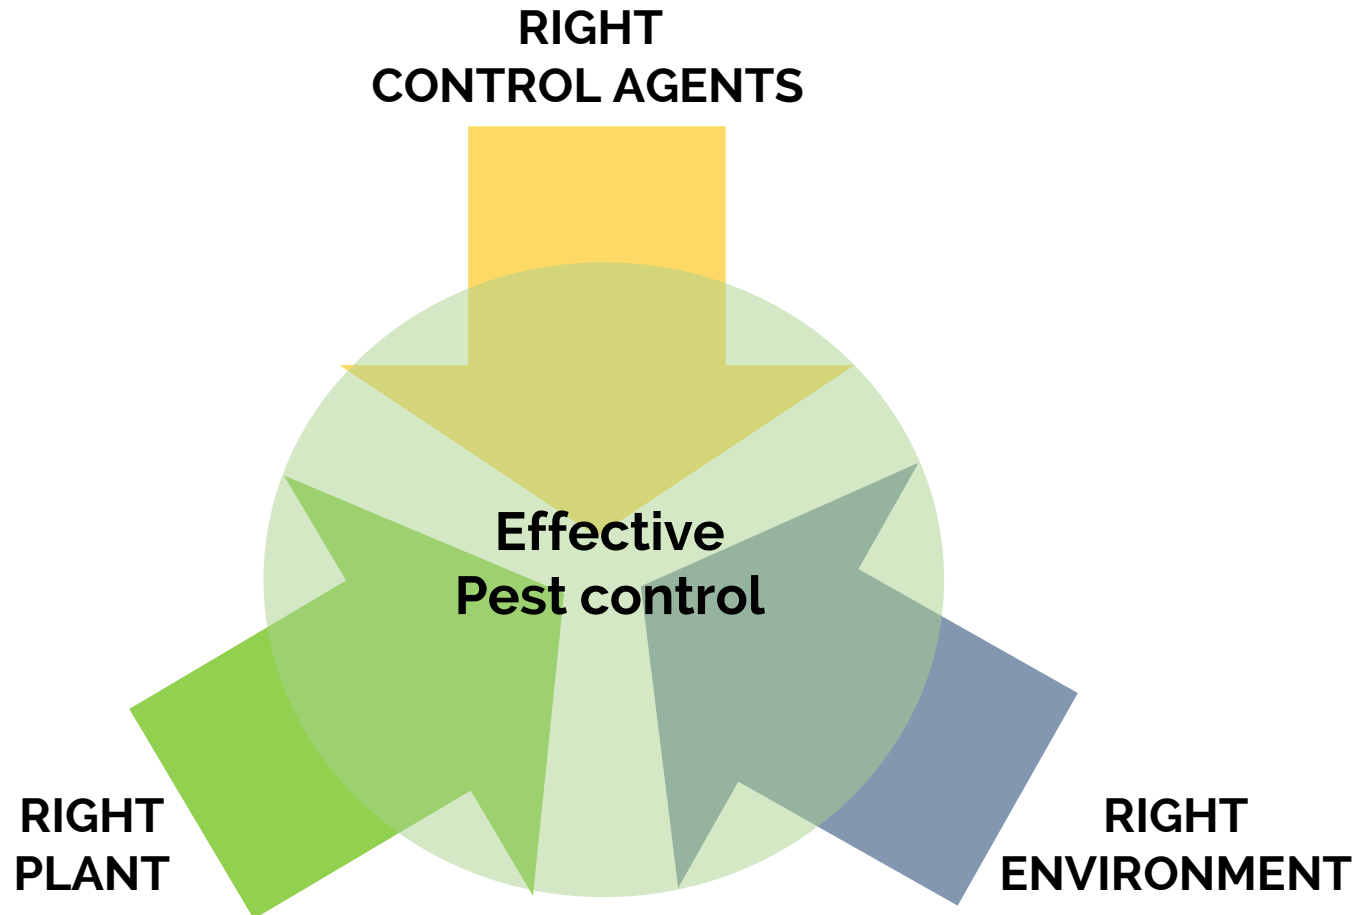 RIGHT
CONTROL AGENTS
Effective
Pest control
RIGHT
PLANT
RIGHT
ENVIRONMENT